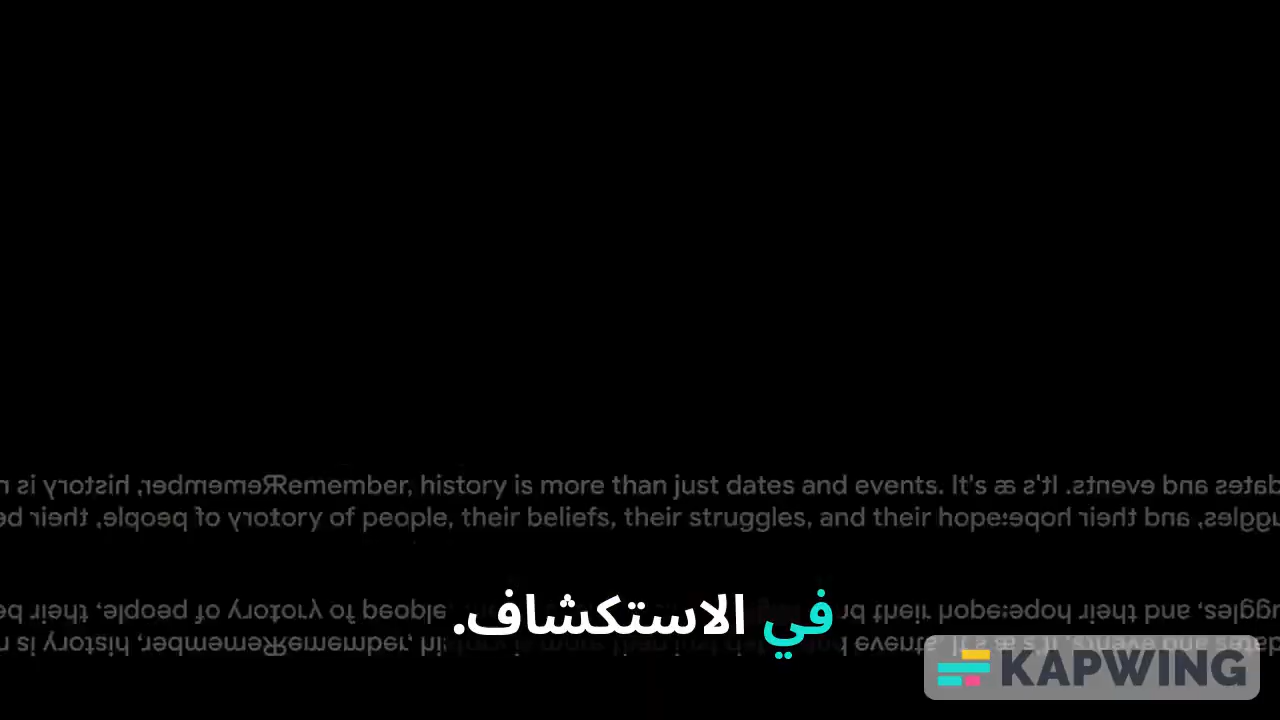 Remember, history is more than just dates and events. It's a
story of people, their beliefs, their struggles, and their hope
في الاستكشاف.
KAPWING